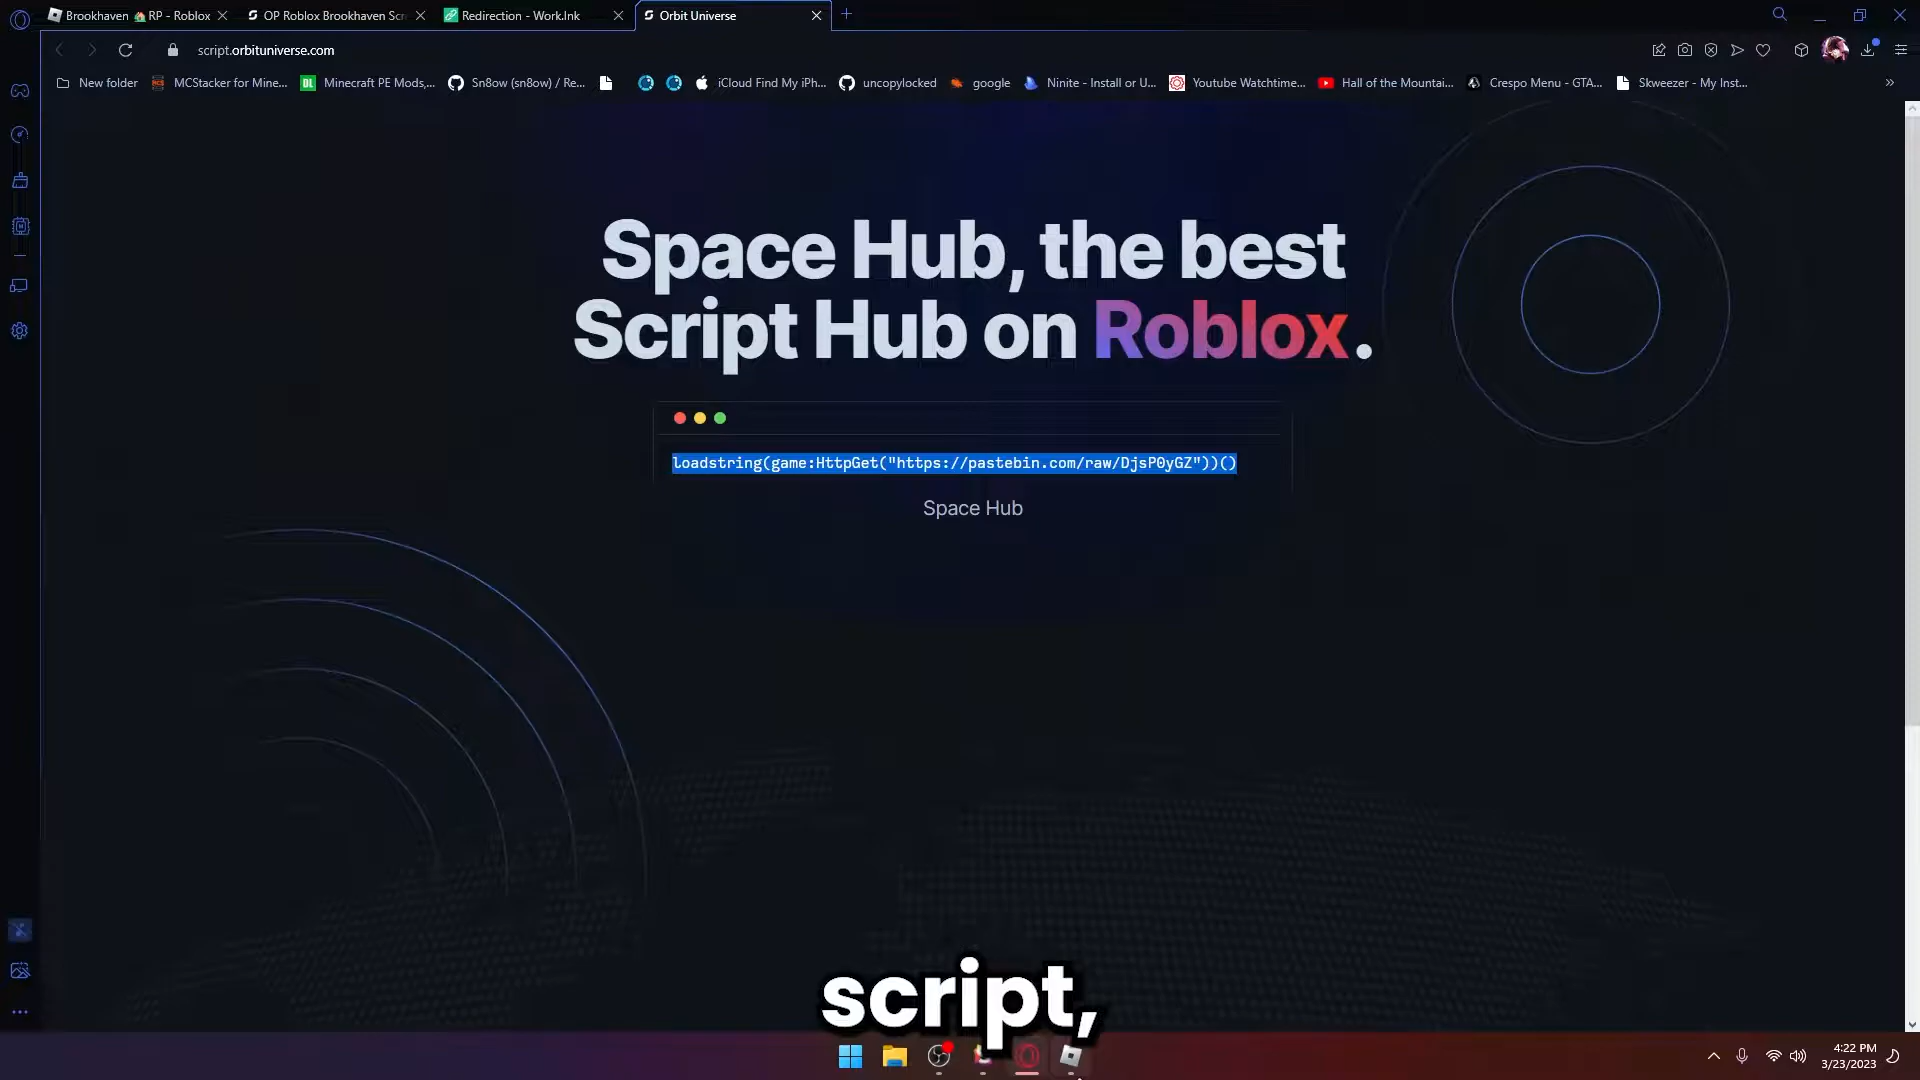 Brookhaven 🏡RP - Roblox
OP Roblox Brookhaven Scr
Redirection - Work.Ink
Orbit Universe
script.orbituniverse.com
New folder
MCStacker for Mine...
Minecraft PE Mods,...
Sn8ow (sn8ow) / Re...
iCloud Find My iPh...
uncopylocked
google
Ninite - Install or U...
Youtube Watchtime...
Hall of the Mountai...
Crespo Menu - GTA...
Skweezer - My Inst...
Space Hub, the best
Script Hub on Roblox.
loadstring(game:HttpGet("https://pastebin.com/raw/DjsP0yGZ"))()
Space Hub
script,
4:22 PM
3/23/2023